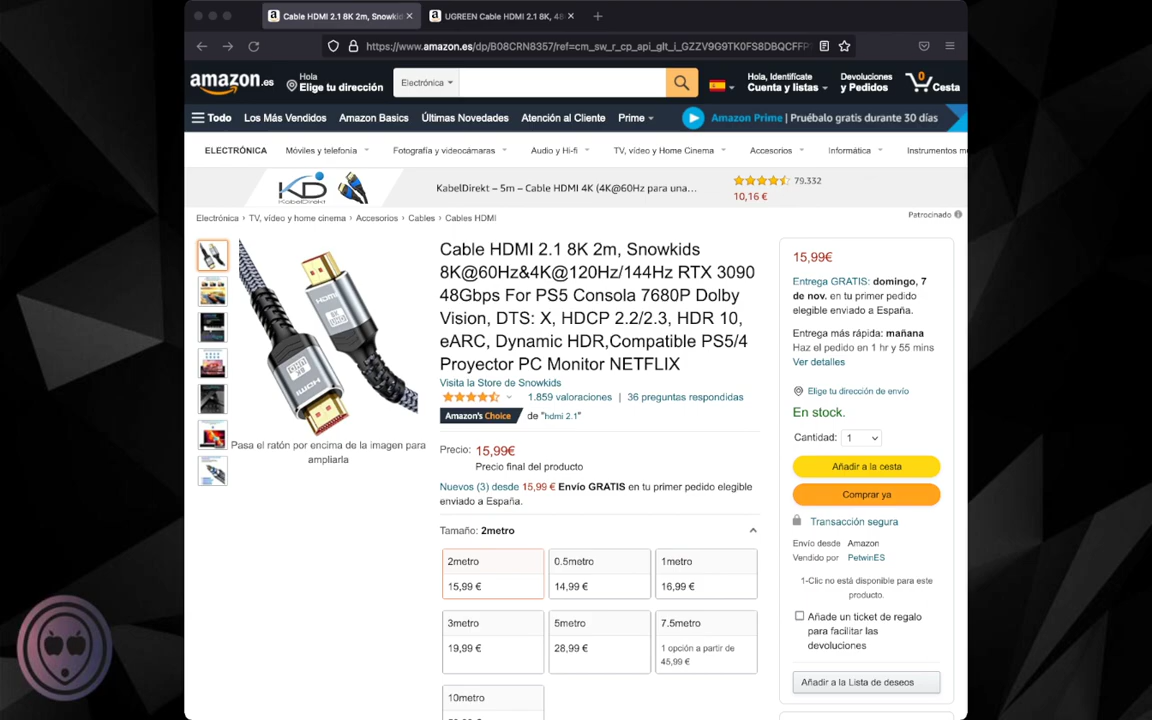 Cable HDMI 2.1 8K 2m, Snowkid
UGREEN Cable HDMI 2.1 8K, 48
https://www.amazon.es/dp/B08CRN8357/ref=cm_sw_r_cp_api_glt_i_GZZV9G9TK0FS8DBQCFFP
amazon.es
Hola
Elige tu dirección
Electrónica
Hola, Identifícate
Cuenta y listas
Devoluciones
y Pedidos
0
Cesta
Todo
Los Más Vendidos
Amazon Basics
Últimas Novedades
Atención al Cliente
Prime
Amazon Prime | Pruébalo gratis durante 30 días
ELECTRÓNICA
Móviles y telefonía
Fotografía y videocámaras
Audio y Hi-fi
TV, vídeo y Home Cinema
Accesorios
Informática
Instrumentos m
KD
KabelDirekt
KabelDirekt – 5m – Cable HDMI 4K (4K@60Hz para una...
79.332
10,16 €
Electrónica › TV, vídeo y home cinema › Accesorios › Cables › Cables HDMI
Patrocinado
Cable HDMI 2.1 8K 2m, Snowkids
8K@60Hz&4K@120Hz/144Hz RTX 3090
48Gbps For PS5 Consola 7680P Dolby
Vision, DTS: X, HDCP 2.2/2.3, HDR 10,
eARC, Dynamic HDR,Compatible PS5/4
Proyector PC Monitor NETFLIX
Visita la Store de Snowkids
1.859 valoraciones | 36 preguntas respondidas
Amazon's Choice de "hdmi 2.1"
HDMI
HDMI
Pasa el ratón por encima de la imagen para
ampliarla
Precio: 15,99€
Precio final del producto
Nuevos (3) desde 15,99 € Envío GRATIS en tu primer pedido elegible
enviado a España.
Tamaño: 2metro
2metro
15,99 €
0.5metro
14,99 €
1metro
16,99 €
3metro
19,99 €
5metro
28,99 €
7.5metro
1 opción a partir de
45,99 €
10metro
15,99€
Entrega GRATIS: domingo, 7
de nov. en tu primer pedido
elegible enviado a España.
Entrega más rápida: mañana
Haz el pedido en 1 hr y 55 mins
Ver detalles
Elige tu dirección de envío
En stock.
Cantidad: 1
Añadir a la cesta
Comprar ya
Transacción segura
Envío desde Amazon
Vendido por PetwinES
1-Clic no está disponible para este
producto.
Añade un ticket de regalo
para facilitar las
devoluciones
Añadir a la Lista de deseos